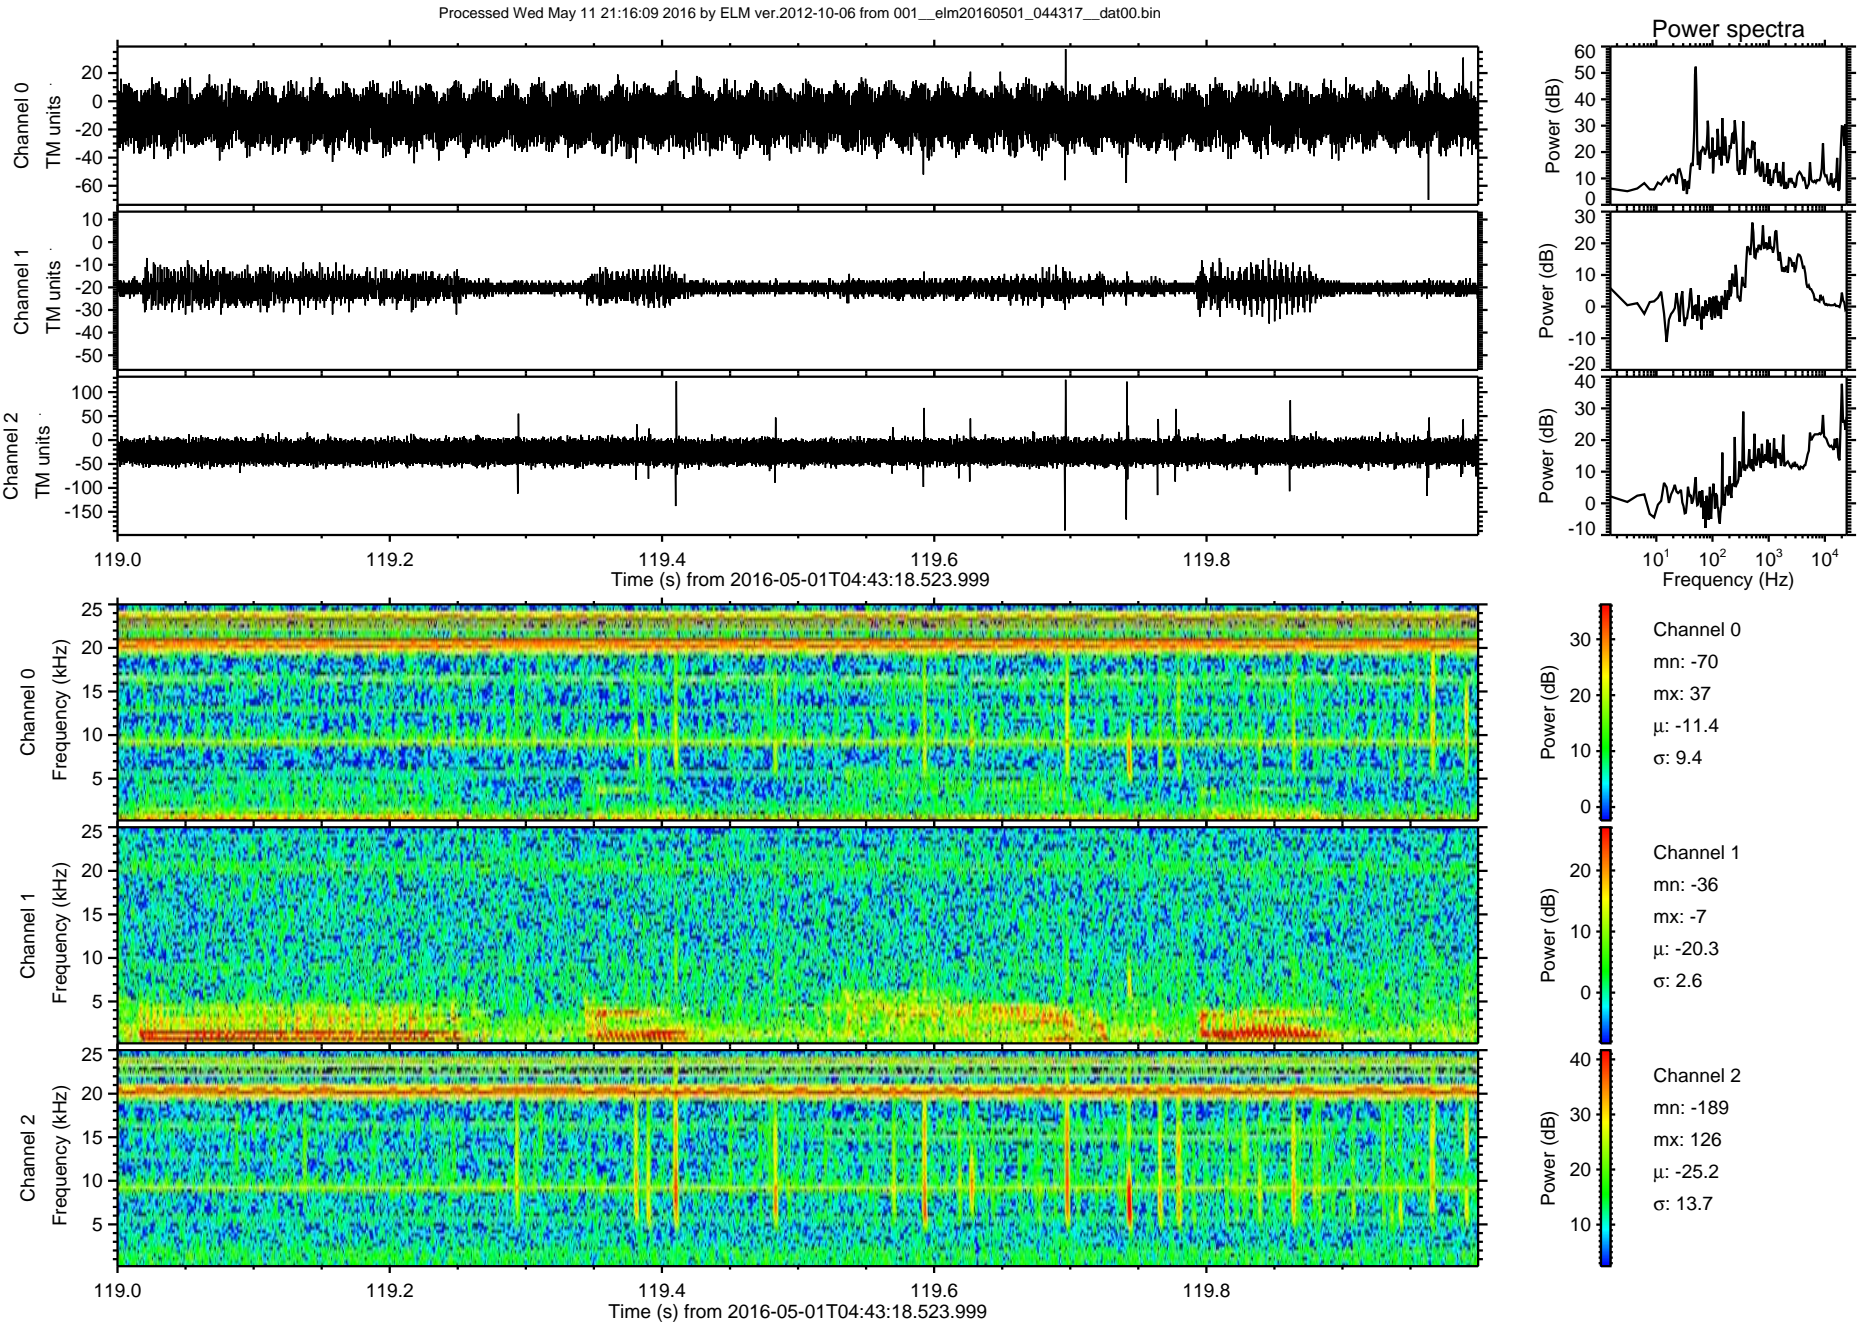 Processed Wed May 11 21:16:09 2016 by ELM ver.2012-10-06 from 001__elm20160501_044317__dat00.bin
Power spectra
Channel 0
TM units
20
0
-20
-40
-60
Power (dB)
60
50
40
30
20
10
0
Channel 1
TM units
10
0
-10
-20
-30
-40
-50
Power (dB)
30
20
10
0
-10
-20
Channel 2
TM units
100
50
0
-50
-100
-150
Power (dB)
40
30
20
10
0
-10
119.0 119.2 119.4 119.6 119.8
Time (s) from 2016-05-01T04:43:18.523.999
10^1 10^2 10^3 10^4
Frequency (Hz)
Channel 0
Frequency (kHz)
25
20
15
10
5
Power (dB)
30
20
10
0
Channel 0
mn: -70
mx: 37
μ: -11.4
σ: 9.4
Channel 1
Frequency (kHz)
25
20
15
10
5
Power (dB)
20
10
0
Channel 1
mn: -36
mx: -7
μ: -20.3
σ: 2.6
Channel 2
Frequency (kHz)
25
20
15
10
5
Power (dB)
40
30
20
10
Channel 2
mn: -189
mx: 126
μ: -25.2
σ: 13.7
119.0 119.2 119.4 119.6 119.8
Time (s) from 2016-05-01T04:43:18.523.999